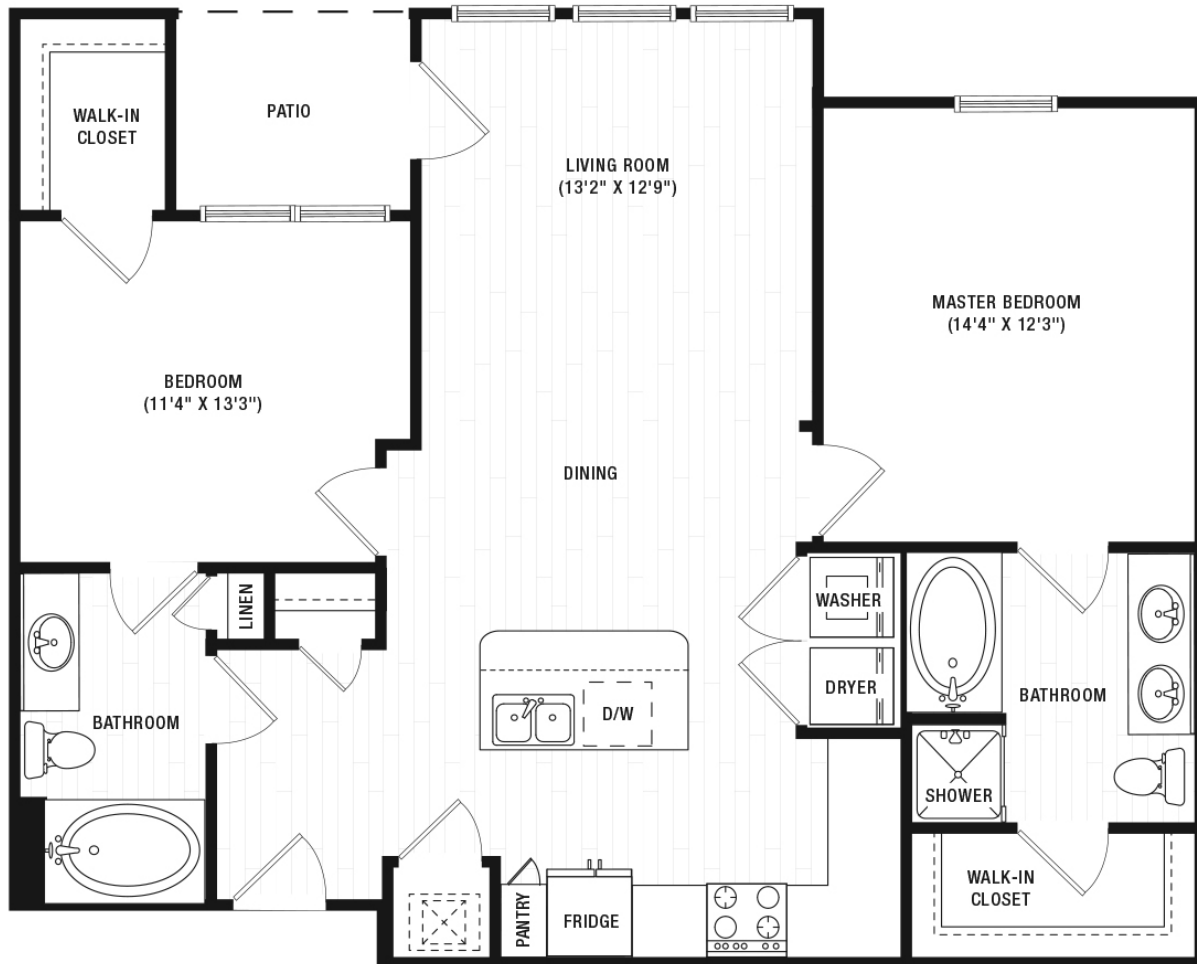 WALK-IN
CLOSET
PATIO
LIVING ROOM
(13'2" X 12'9")
MASTER BEDROOM
(14'4" X 12'3")
BEDROOM
(11'4" X 13'3")
DINING
LINEN
WASHER
DRYER
BATHROOM
D/W
BATHROOM
SHOWER
WALK-IN
CLOSET
PANTRY
FRIDGE